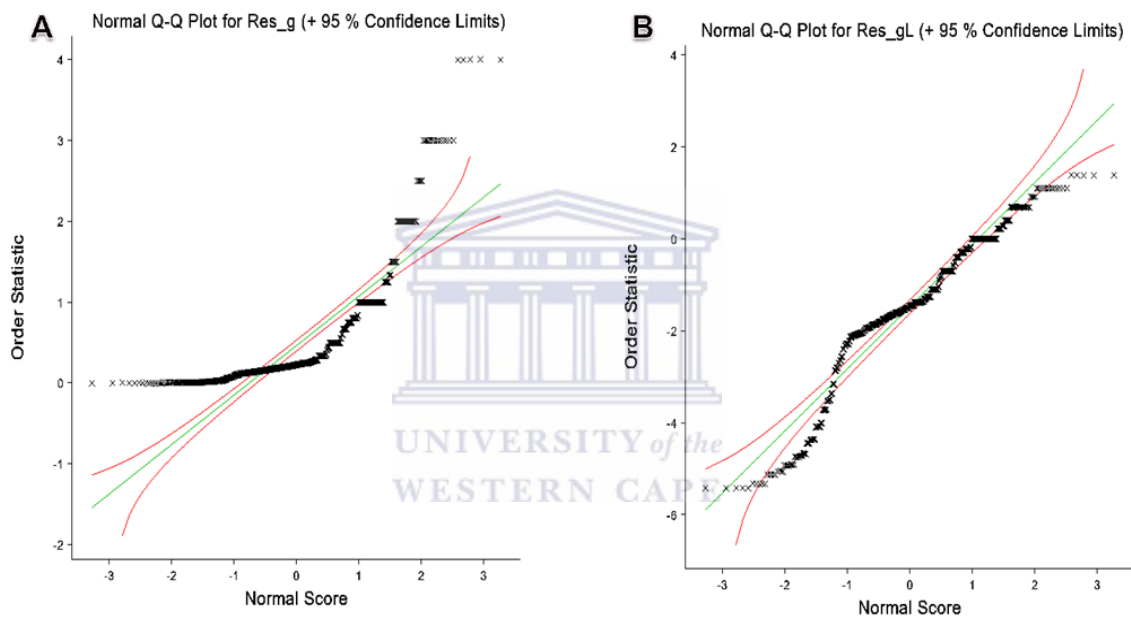 A
Normal Q-Q Plot for Res_g (+ 95 % Confidence Limits)
Order Statistic
4
3
2
1
0
-1
-2
-3
-2
-1
0
1
2
3
Normal Score
B
Normal Q-Q Plot for Res_gL (+ 95 % Confidence Limits)
Order Statistic
4
2
0
-2
-4
-6
-3
-2
-1
0
1
2
3
Normal Score
UNIVERSITY of the
WESTERN CAPE